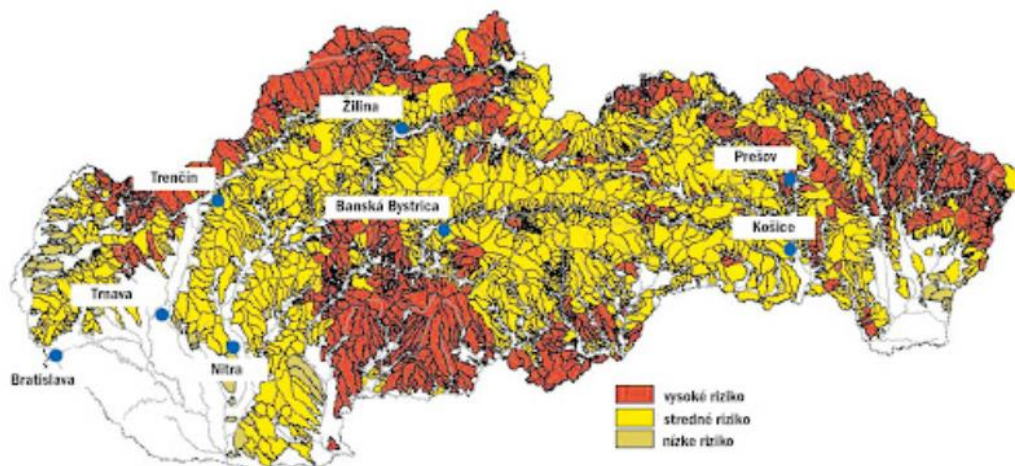 Žilina
Prešov
Trenčín
Banská Bystrica
Košice
Trnava
Nitra
Bratislava
vysoké riziko
stredné riziko
nízke riziko